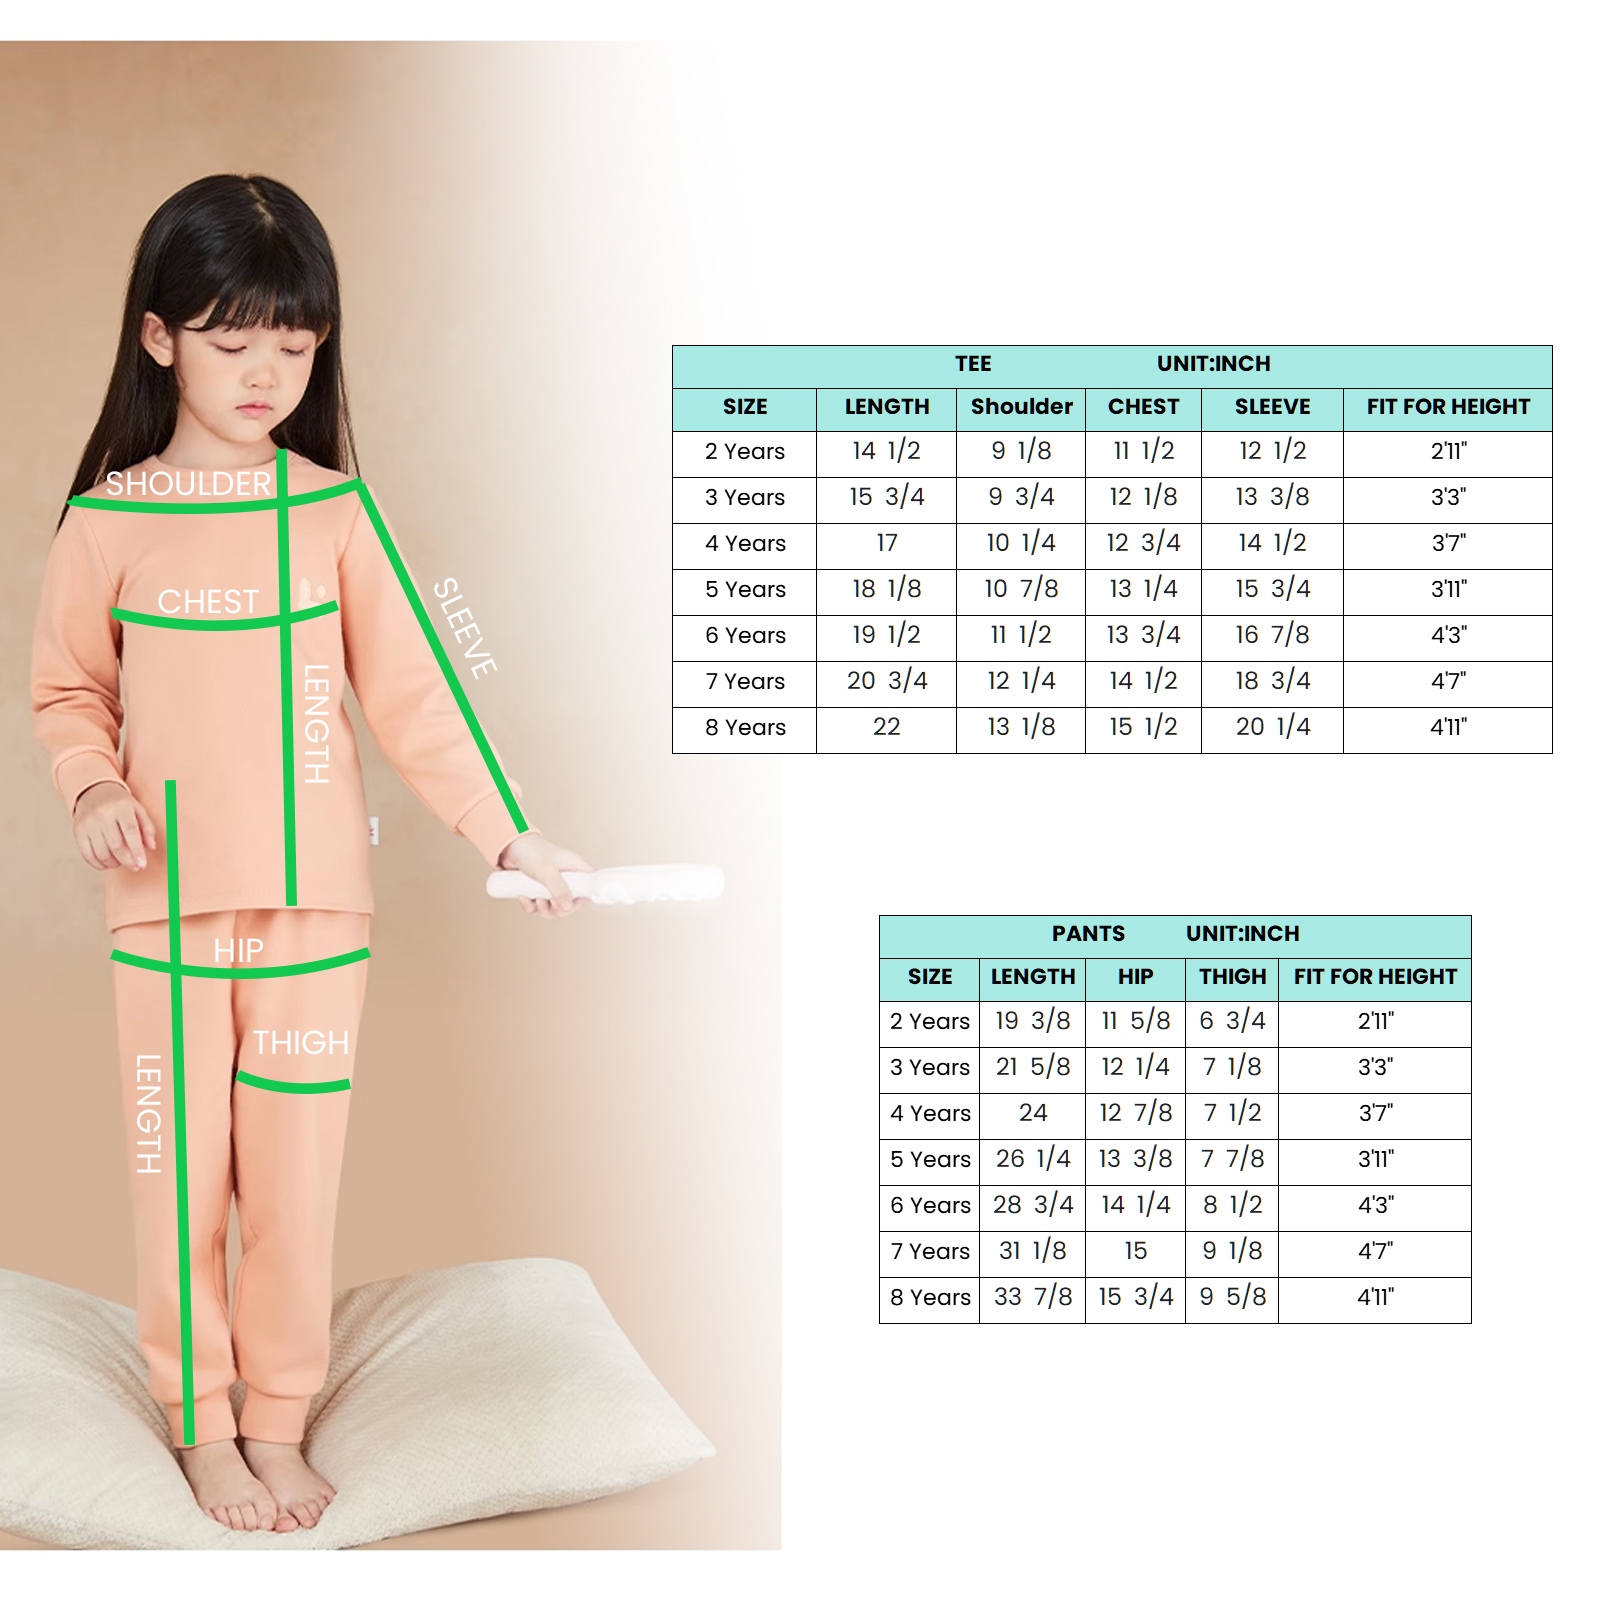 SHOULDER
CHEST
SLEEVE
LENGTH
HIP
THIGH
LENGTH
TEE UNIT:INCH
SIZE LENGTH Shoulder CHEST SLEEVE FIT FOR HEIGHT
2 Years 14 1/2 9 1/8 11 1/2 12 1/2 2'11"
3 Years 15 3/4 9 3/4 12 1/8 13 3/8 3'3"
4 Years 17 10 1/4 12 3/4 14 1/2 3'7"
5 Years 18 1/8 10 7/8 13 1/4 15 3/4 3'11"
6 Years 19 1/2 11 1/2 13 3/4 16 7/8 4'3"
7 Years 20 3/4 12 1/4 14 1/2 18 3/4 4'7"
8 Years 22 13 1/8 15 1/2 20 1/4 4'11"
PANTS UNIT:INCH
SIZE LENGTH HIP THIGH FIT FOR HEIGHT
2 Years 19 3/8 11 5/8 6 3/4 2'11"
3 Years 21 5/8 12 1/4 7 1/8 3'3"
4 Years 24 12 7/8 7 1/2 3'7"
5 Years 26 1/4 13 3/8 7 7/8 3'11"
6 Years 28 3/4 14 1/4 8 1/2 4'3"
7 Years 31 1/8 15 9 1/8 4'7"
8 Years 33 7/8 15 3/4 9 5/8 4'11"